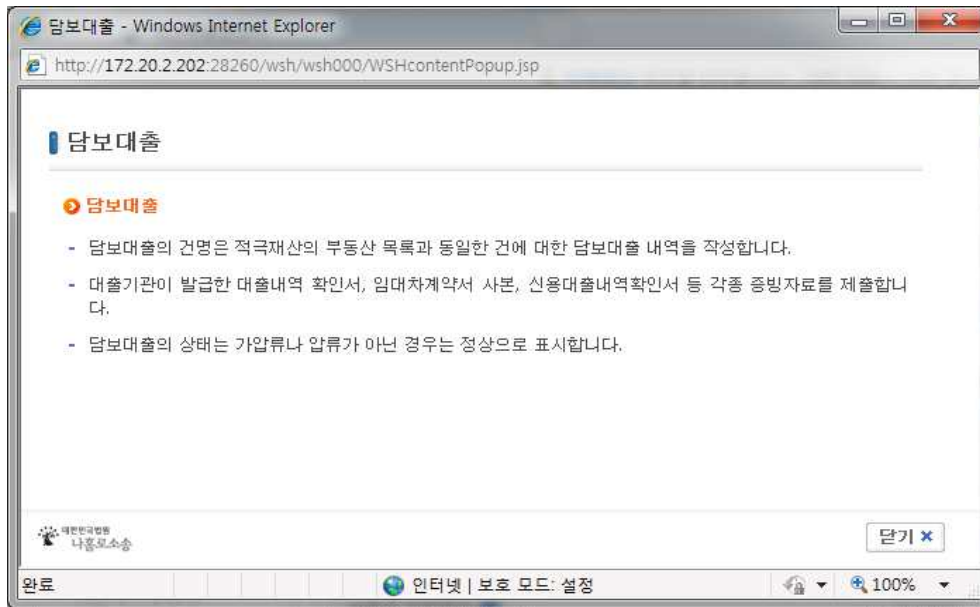 담보대출 - Windows Internet Explorer
http://172.20.2.202:28260/wsh/wsh000/WSHcontentPopup.jsp
담보대출
담보대출
- 담보대출의 건명은 적극재산의 부동산 목록과 동일한 건에 대한 담보대출 내역을 작성합니다.
- 대출기관이 발급한 대출내역 확인서, 임대차계약서 사본, 신용대출내역확인서 등 각종 증빙자료를 제출합니
다.
- 담보대출의 상태는 가압류나 압류가 아닌 경우는 정상으로 표시합니다.
대한민국법원
나홀로소송
닫기 ×
완료
인터넷 | 보호 모드: 설정
100%